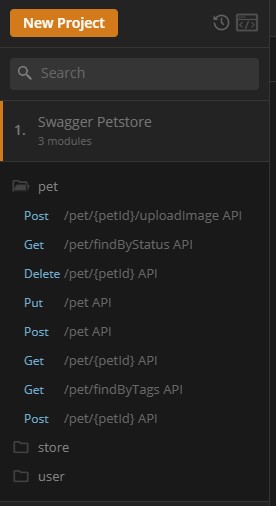 New Project
Search
1. Swagger Petstore
3 modules
pet
Post /pet/{petId}/uploadImage API
Get /pet/findByStatus API
Delete /pet/{petId} API
Put /pet API
Post /pet API
Get /pet/{petId} API
Get /pet/findByTags API
Post /pet/{petId} API
store
user